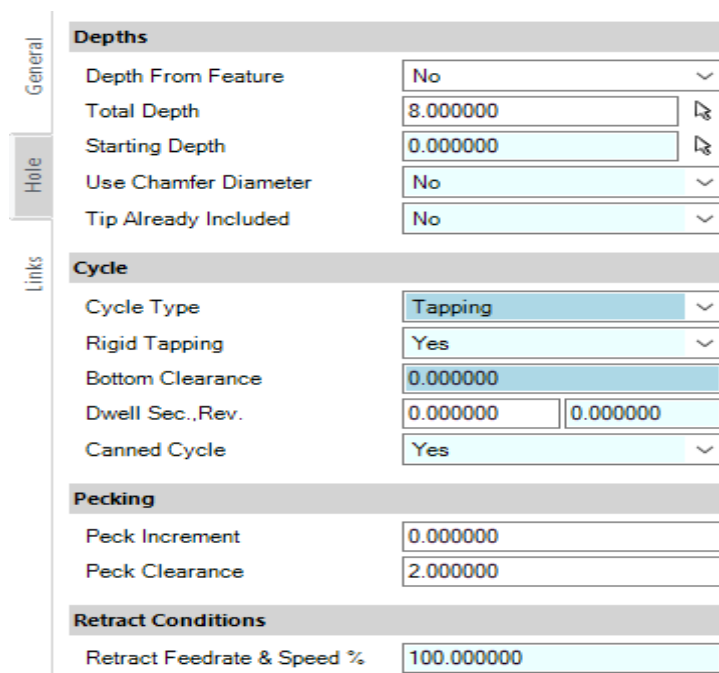 General
Hole
Links
Depths
Depth From Feature No
Total Depth 8.000000
Starting Depth 0.000000
Use Chamfer Diameter No
Tip Already Included No
Cycle
Cycle Type Tapping
Rigid Tapping Yes
Bottom Clearance 0.000000
Dwell Sec.,Rev. 0.000000 0.000000
Canned Cycle Yes
Pecking
Peck Increment 0.000000
Peck Clearance 2.000000
Retract Conditions
Retract Feedrate & Speed % 100.000000